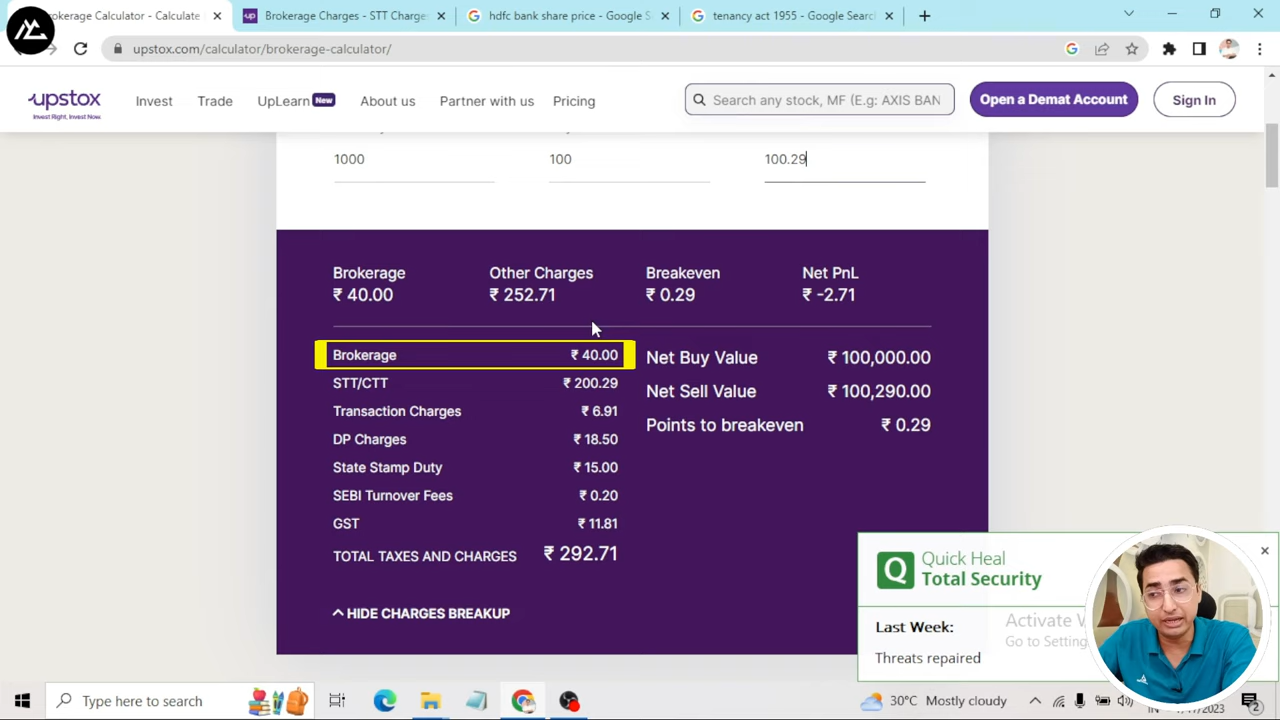 Brokerage Calculator - Calculate
Brokerage Charges - STT Charges
hdfc bank share price - Google S
tenancy act 1955 - Google Searc
upstox.com/calculator/brokerage-calculator/
upstox
Invest Right, Invest Now
Invest
Trade
UpLearn New
About us
Partner with us
Pricing
Search any stock, MF (E.g: AXIS BAN
Open a Demat Account
Sign In
1000
100
100.29
Brokerage
₹ 40.00
Other Charges
₹ 252.71
Breakeven
₹ 0.29
Net PnL
₹ -2.71
Brokerage ₹ 40.00
STT/CTT ₹ 200.29
Transaction Charges ₹ 6.91
DP Charges ₹ 18.50
State Stamp Duty ₹ 15.00
SEBI Turnover Fees ₹ 0.20
GST ₹ 11.81
TOTAL TAXES AND CHARGES ₹ 292.71
HIDE CHARGES BREAKUP
Net Buy Value ₹ 100,000.00
Net Sell Value ₹ 100,290.00
Points to breakeven ₹ 0.29
Quick Heal
Total Security
Last Week:
Threats repaired
Activate W
Go to Setting
Type here to search
30°C Mostly cloudy
2